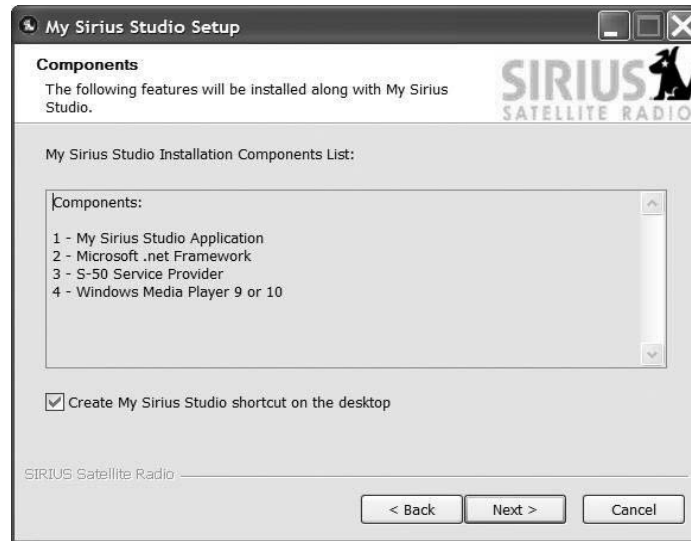 My Sirius Studio Setup
Components
The following features will be installed along with My Sirius
Studio.
SIRIUS
SATELLITE RADIO
My Sirius Studio Installation Components List:
Components:
1 - My Sirius Studio Application
2 - Microsoft .net Framework
3 - S-50 Service Provider
4 - Windows Media Player 9 or 10
Create My Sirius Studio shortcut on the desktop
SIRIUS Satellite Radio
< Back
Next >
Cancel